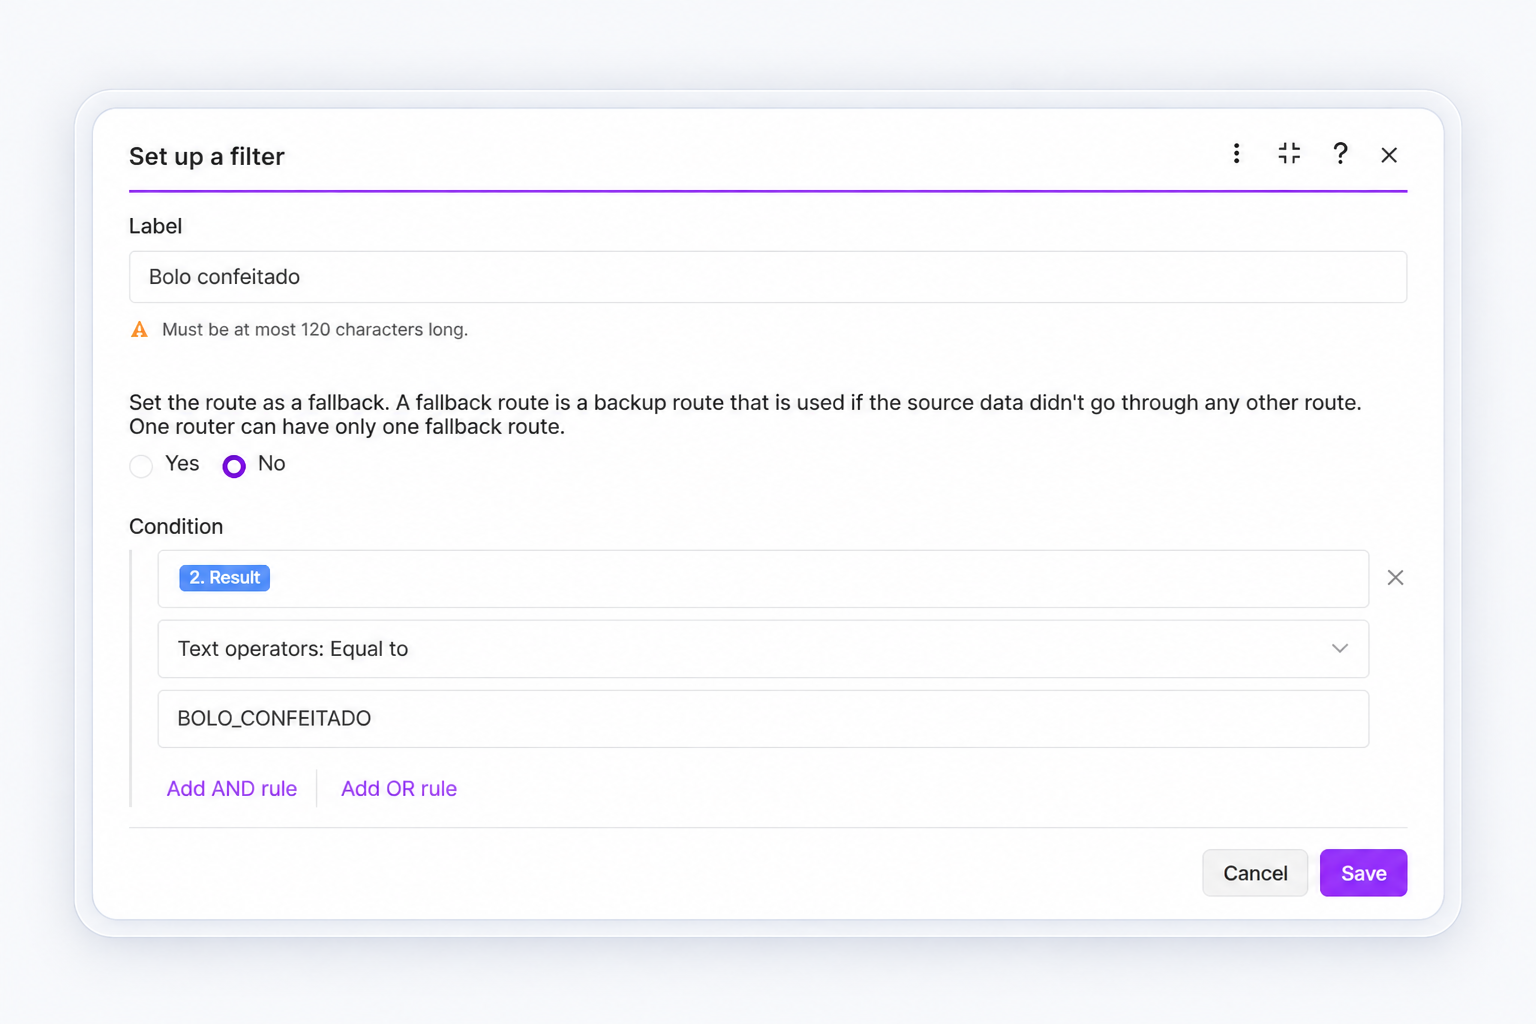 Set up a filter
?
Label
Bolo confeitado
Must be at most 120 characters long.
Set the route as a fallback. A fallback route is a backup route that is used if the source data didn't go through any other route.
One router can have only one fallback route.
Yes No
Condition
2. Result
Text operators: Equal to
BOLO_CONFEITADO
Add AND rule Add OR rule
Cancel Save